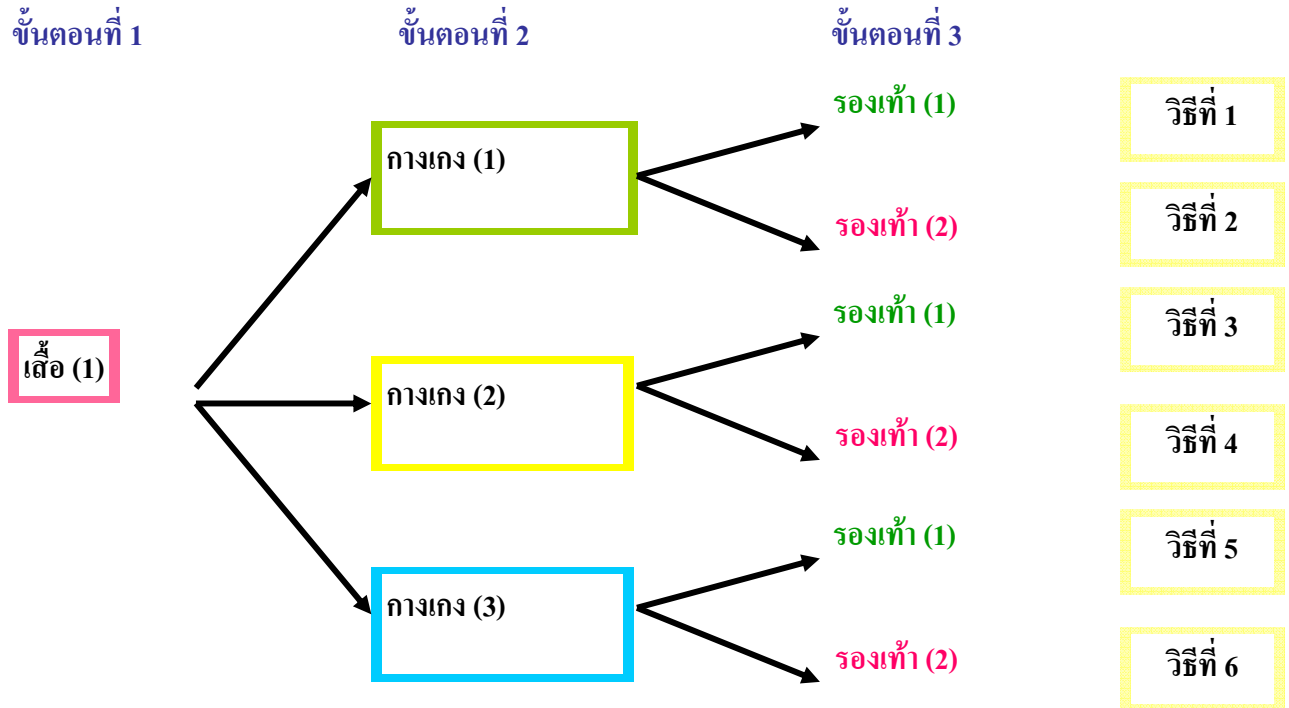 ขั้นตอนที่ 1 ขั้นตอนที่ 2 ขั้นตอนที่ 3
รองเท้า (1) วิธีที่ 1
กางเกง (1)
รองเท้า (2) วิธีที่ 2
รองเท้า (1) วิธีที่ 3
เสื้อ (1)
กางเกง (2)
รองเท้า (2) วิธีที่ 4
รองเท้า (1) วิธีที่ 5
กางเกง (3)
รองเท้า (2) วิธีที่ 6